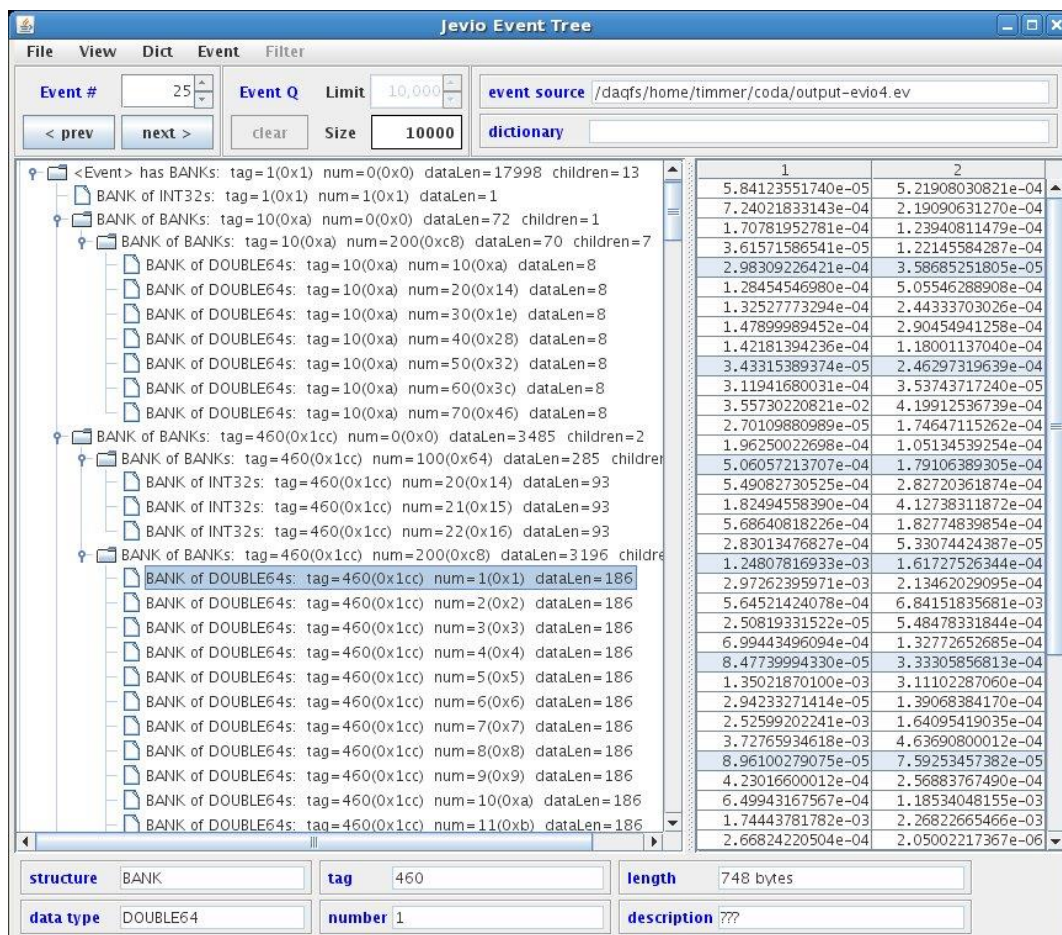 Jevio Event Tree
File View Dict Event Filter
Event # 25 Event Q Limit 10,000 event source /daqfs/home/timmer/coda/output-evio4.ev
< prev next > clear Size 10000 dictionary
<Event> has BANKs: tag=1(0x1) num=0(0x0) dataLen=17998 children=13
BANK of INT32s: tag=1(0x1) num=1(0x1) dataLen=1
BANK of BANKs: tag=10(0xa) num=0(0x0) dataLen=72 children=1
BANK of BANKs: tag=10(0xa) num=200(0xc8) dataLen=70 children=7
BANK of DOUBLE64s: tag=10(0xa) num=10(0xa) dataLen=8
BANK of DOUBLE64s: tag=10(0xa) num=20(0x14) dataLen=8
BANK of DOUBLE64s: tag=10(0xa) num=30(0x1e) dataLen=8
BANK of DOUBLE64s: tag=10(0xa) num=40(0x28) dataLen=8
BANK of DOUBLE64s: tag=10(0xa) num=50(0x32) dataLen=8
BANK of DOUBLE64s: tag=10(0xa) num=60(0x3c) dataLen=8
BANK of DOUBLE64s: tag=10(0xa) num=70(0x46) dataLen=8
BANK of BANKs: tag=460(0x1cc) num=0(0x0) dataLen=3485 children=2
BANK of BANKs: tag=460(0x1cc) num=100(0x64) dataLen=285 childrer
BANK of INT32s: tag=460(0x1cc) num=20(0x14) dataLen=93
BANK of INT32s: tag=460(0x1cc) num=21(0x15) dataLen=93
BANK of INT32s: tag=460(0x1cc) num=22(0x16) dataLen=93
BANK of BANKs: tag=460(0x1cc) num=200(0xc8) dataLen=3196 childre
BANK of DOUBLE64s: tag=460(0x1cc) num=1(0x1) dataLen=186
BANK of DOUBLE64s: tag=460(0x1cc) num=2(0x2) dataLen=186
BANK of DOUBLE64s: tag=460(0x1cc) num=3(0x3) dataLen=186
BANK of DOUBLE64s: tag=460(0x1cc) num=4(0x4) dataLen=186
BANK of DOUBLE64s: tag=460(0x1cc) num=5(0x5) dataLen=186
BANK of DOUBLE64s: tag=460(0x1cc) num=6(0x6) dataLen=186
BANK of DOUBLE64s: tag=460(0x1cc) num=7(0x7) dataLen=186
BANK of DOUBLE64s: tag=460(0x1cc) num=8(0x8) dataLen=186
BANK of DOUBLE64s: tag=460(0x1cc) num=9(0x9) dataLen=186
BANK of DOUBLE64s: tag=460(0x1cc) num=10(0xa) dataLen=186
BANK of DOUBLE64s: tag=460(0x1cc) num=11(0xb) dataLen=186
1 2
5.84123551740e-05 5.21908030821e-04
7.24021833143e-04 2.19090631270e-04
1.70781952781e-04 1.23940811479e-04
3.61571586541e-05 1.22145584287e-04
2.98309226421e-04 3.58685251805e-05
1.28454546980e-04 5.05546288908e-04
1.32527773294e-04 2.44333703026e-04
1.47899989452e-04 2.90454941258e-04
1.42181394236e-04 1.18001137040e-04
3.43315389374e-05 2.46297319639e-04
3.11941680031e-04 3.53743717240e-05
3.55730220821e-02 4.19912536739e-04
2.70109880989e-05 1.74647115262e-04
1.96250022698e-04 1.05134539254e-04
5.06057213707e-04 1.79106389305e-04
5.49082730525e-04 2.82720361874e-04
1.82494558390e-04 4.12738311872e-04
5.68640818226e-04 1.82774839854e-04
2.83013476827e-04 5.33074424387e-05
1.24807816933e-03 1.61727526344e-04
2.97262395971e-03 2.13462029095e-04
5.64521424078e-04 6.84151835681e-03
2.50819331522e-05 5.48478331844e-04
6.99443496094e-04 1.32772652685e-04
8.47739994330e-05 3.33305856813e-04
1.35021870100e-03 3.11102287060e-04
2.94233271414e-05 1.39068384170e-04
2.52599202241e-03 1.64095419035e-04
3.72765934618e-03 4.63690800012e-04
8.96100279075e-05 7.59253457382e-05
4.23016600012e-04 2.56883767490e-04
6.49943167567e-04 1.18534048155e-03
1.74443781782e-03 2.26822665466e-03
2.66824220504e-04 2.05002217367e-06
structure BANK tag 460 length 748 bytes
data type DOUBLE64 number 1 description ???